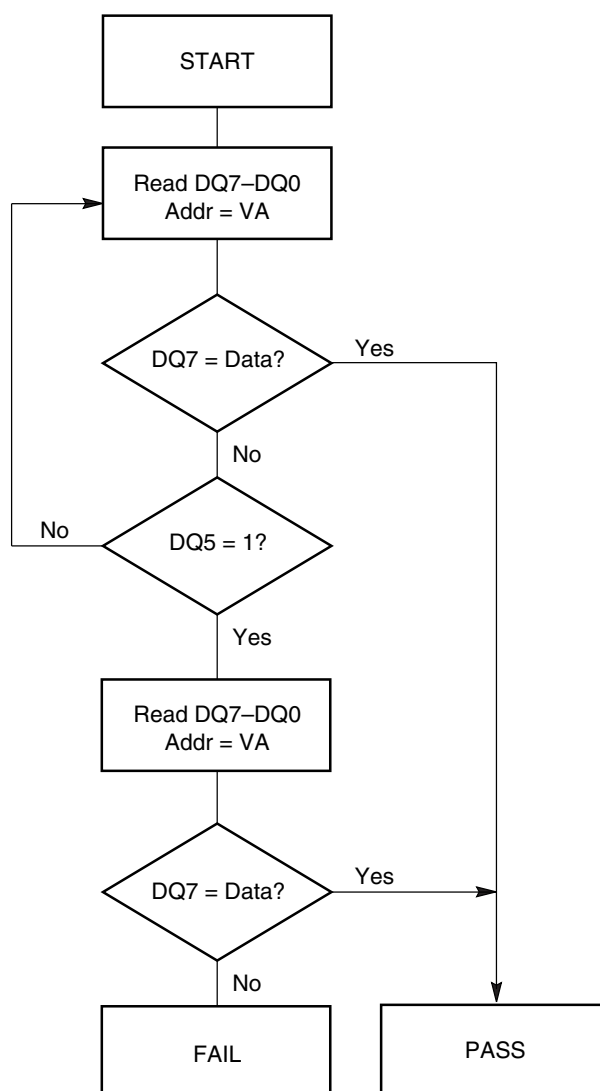 START
Read DQ7–DQ0
Addr = VA
DQ7 = Data?
Yes
No
No
DQ5 = 1?
Yes
Read DQ7–DQ0
Addr = VA
DQ7 = Data?
Yes
No
FAIL
PASS